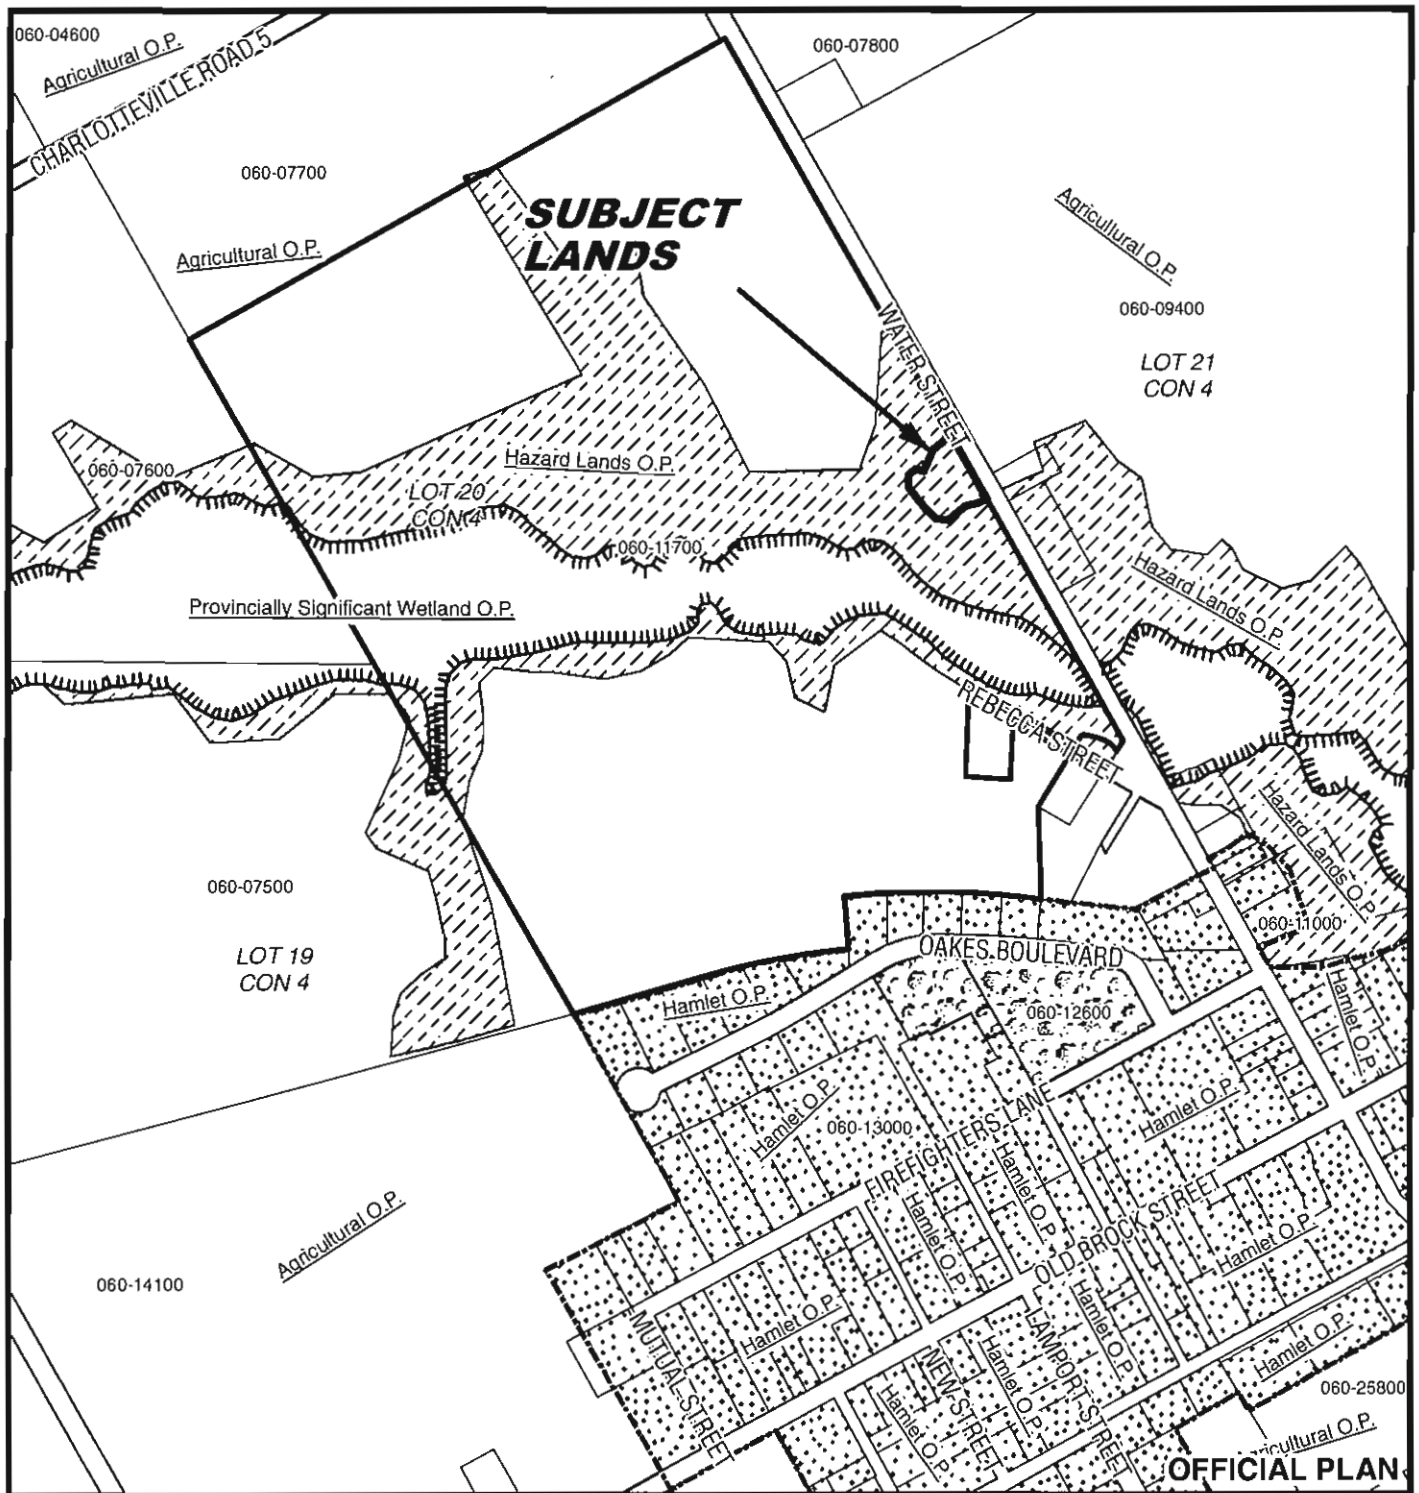 060-04600
Agricultural O.P.
CHARLOTTEVILLE ROAD 5
060-07800
060-07700
Agricultural O.P.
SUBJECT
LANDS
Agricultural O.P.
060-09400
LOT 21
CON 4
WATER STREET
Hazard Lands O.P.
060-07600
LOT 20
CON 4
060-11700
Hazard Lands O.P.
Provincially Significant Wetland O.P.
REBECCA STREET
Hazard Lands O.P.
060-07500
LOT 19
CON 4
060-11000
OAKES BOULEVARD
Hamlet O.P.
060-12600
Hamlet O.P.
Hamlet O.P.
060-13000
FIREFIGHTERS LANE
Hamlet O.P.
Hamlet O.P.
Hamlet O.P.
OLD BROCK STREET
Hamlet O.P.
Agricultural O.P.
060-14100
MUTUAL STREET
Hamlet O.P.
NEW STREET
Hamlet O.P.
LAMPORT STREET
Hamlet O.P.
Hamlet O.P.
Hamlet O.P.
060-25800
Agricultural O.P.
OFFICIAL PLAN